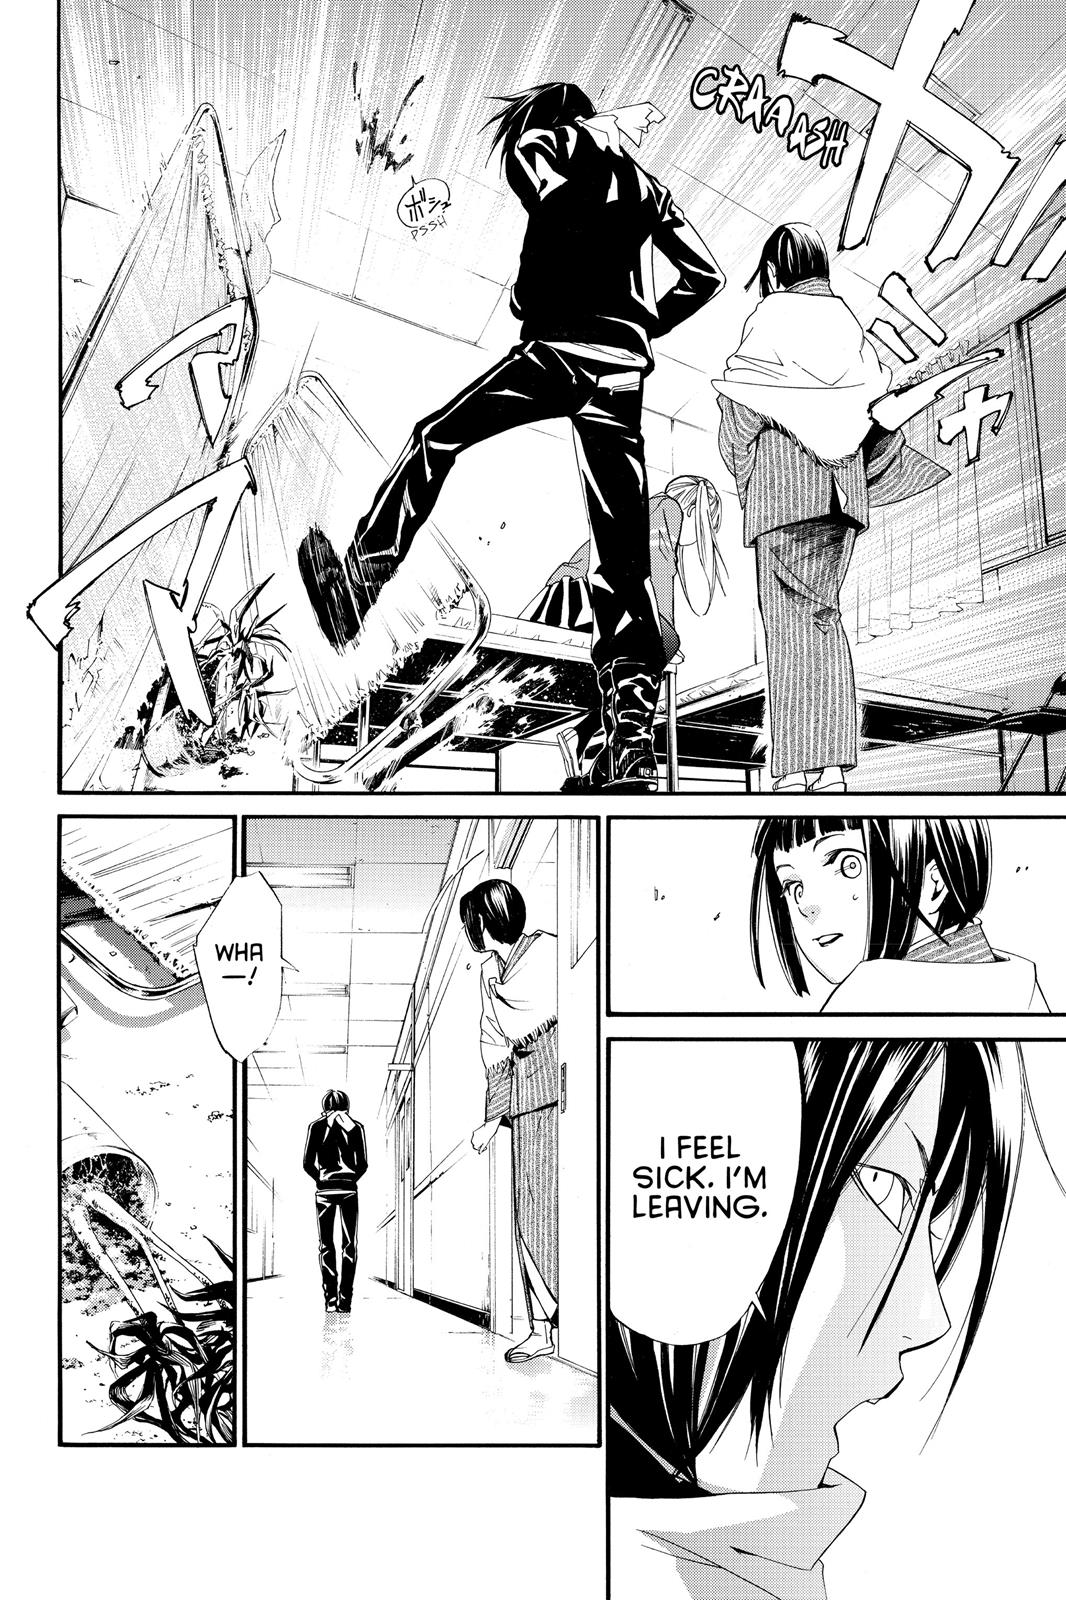 CRAAASH
ボシュ
PSSH
I FEEL
SICK. I'M
LEAVING.
WHA
—!